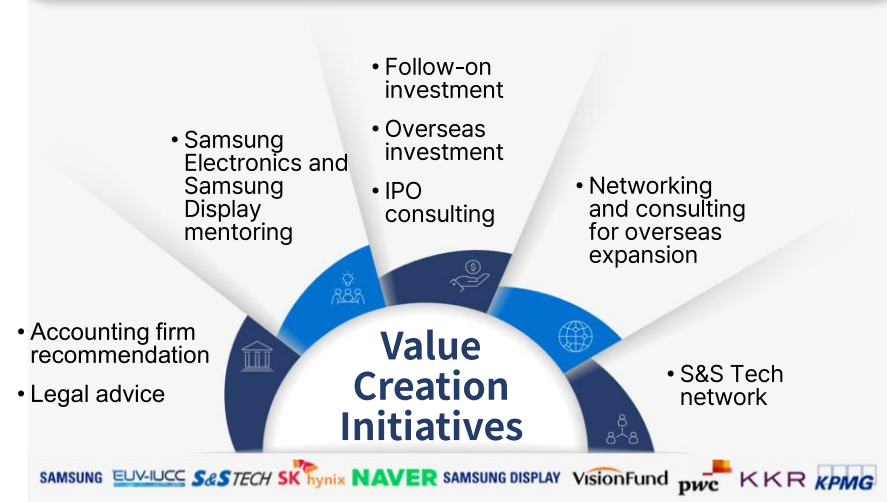 • Follow-on
investment
• Overseas
investment
• IPO
consulting
• Samsung
Electronics and
Samsung
Display
mentoring
• Networking
and consulting
for overseas
expansion
• Accounting firm
recommendation
• Legal advice
• S&S Tech
network
Value
Creation
Initiatives
SAMSUNG EUV-IUCC S&S TECH SK hynix NAVER SAMSUNG DISPLAY VisionFund pwc KKR KPMG